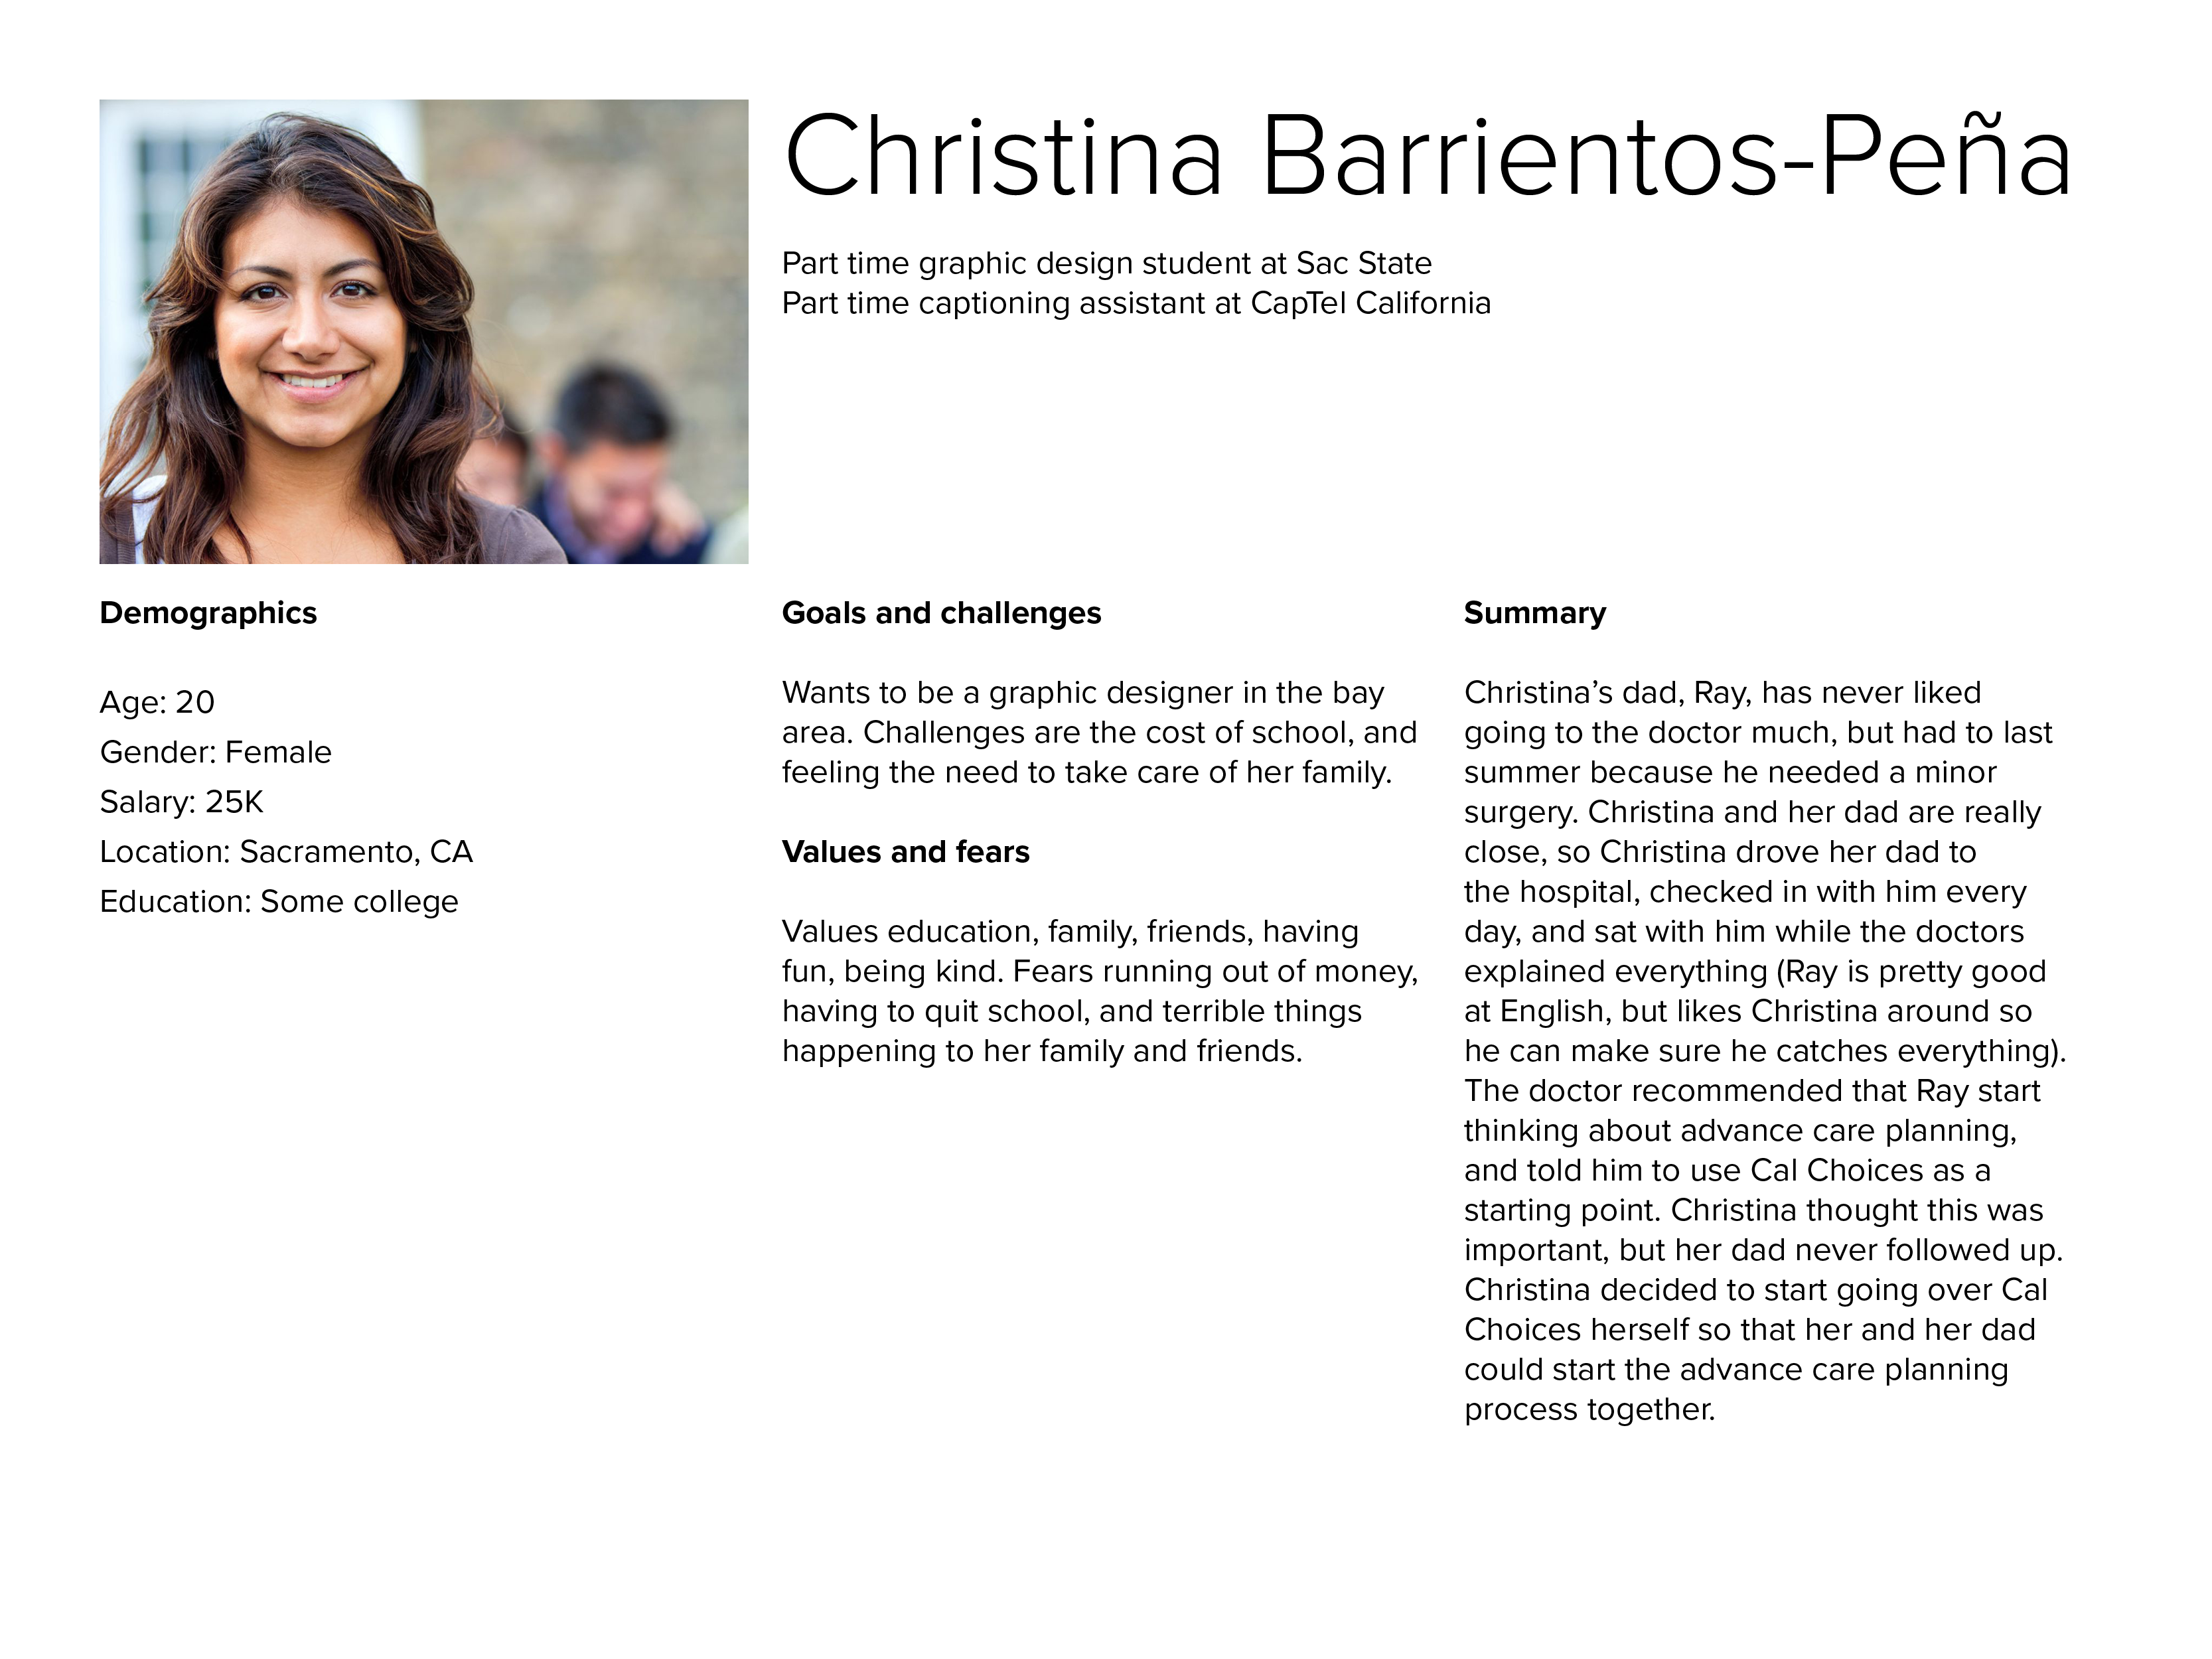 Christina Barrientos-Peña
Part time graphic design student at Sac State
Part time captioning assistant at CapTel California
Demographics
Age: 20
Gender: Female
Salary: 25K
Location: Sacramento, CA
Education: Some college
Goals and challenges
Wants to be a graphic designer in the bay
area. Challenges are the cost of school, and
feeling the need to take care of her family.
Values and fears
Values education, family, friends, having
fun, being kind. Fears running out of money,
having to quit school, and terrible things
happening to her family and friends.
Summary
Christina’s dad, Ray, has never liked
going to the doctor much, but had to last
summer because he needed a minor
surgery. Christina and her dad are really
close, so Christina drove her dad to
the hospital, checked in with him every
day, and sat with him while the doctors
explained everything (Ray is pretty good
at English, but likes Christina around so
he can make sure he catches everything).
The doctor recommended that Ray start
thinking about advance care planning,
and told him to use Cal Choices as a
starting point. Christina thought this was
important, but her dad never followed up.
Christina decided to start going over Cal
Choices herself so that her and her dad
could start the advance care planning
process together.